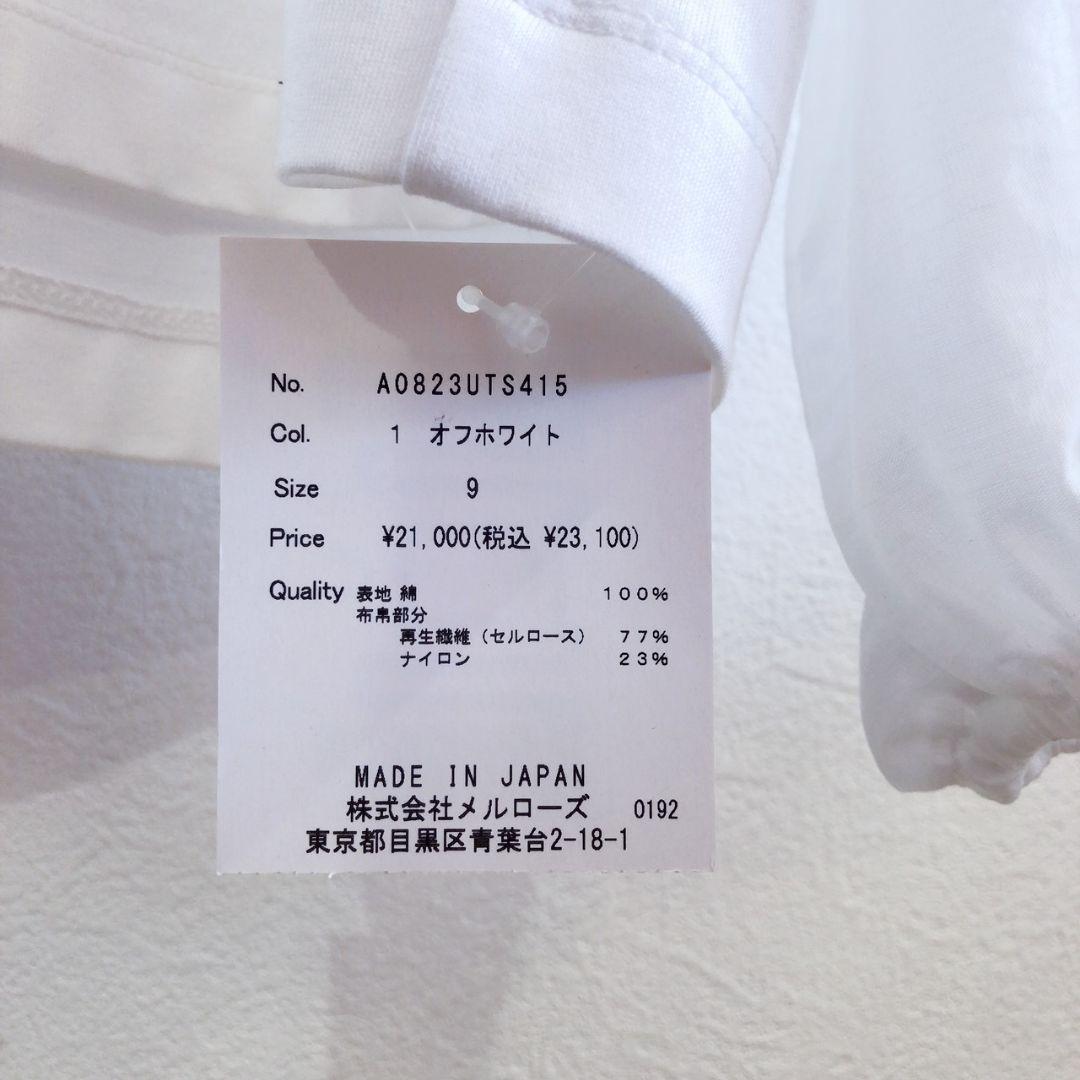 No. A0823UTS415
Col. 1 オフホワイト
Size 9
Price ¥21,000(税込 ¥23,100)
Quality 表地 綿 100%
布帛部分
再生繊維（セルロース） 77%
ナイロン 23%
MADE IN JAPAN
株式会社メルローズ 0192
東京都目黒区青葉台2-18-1